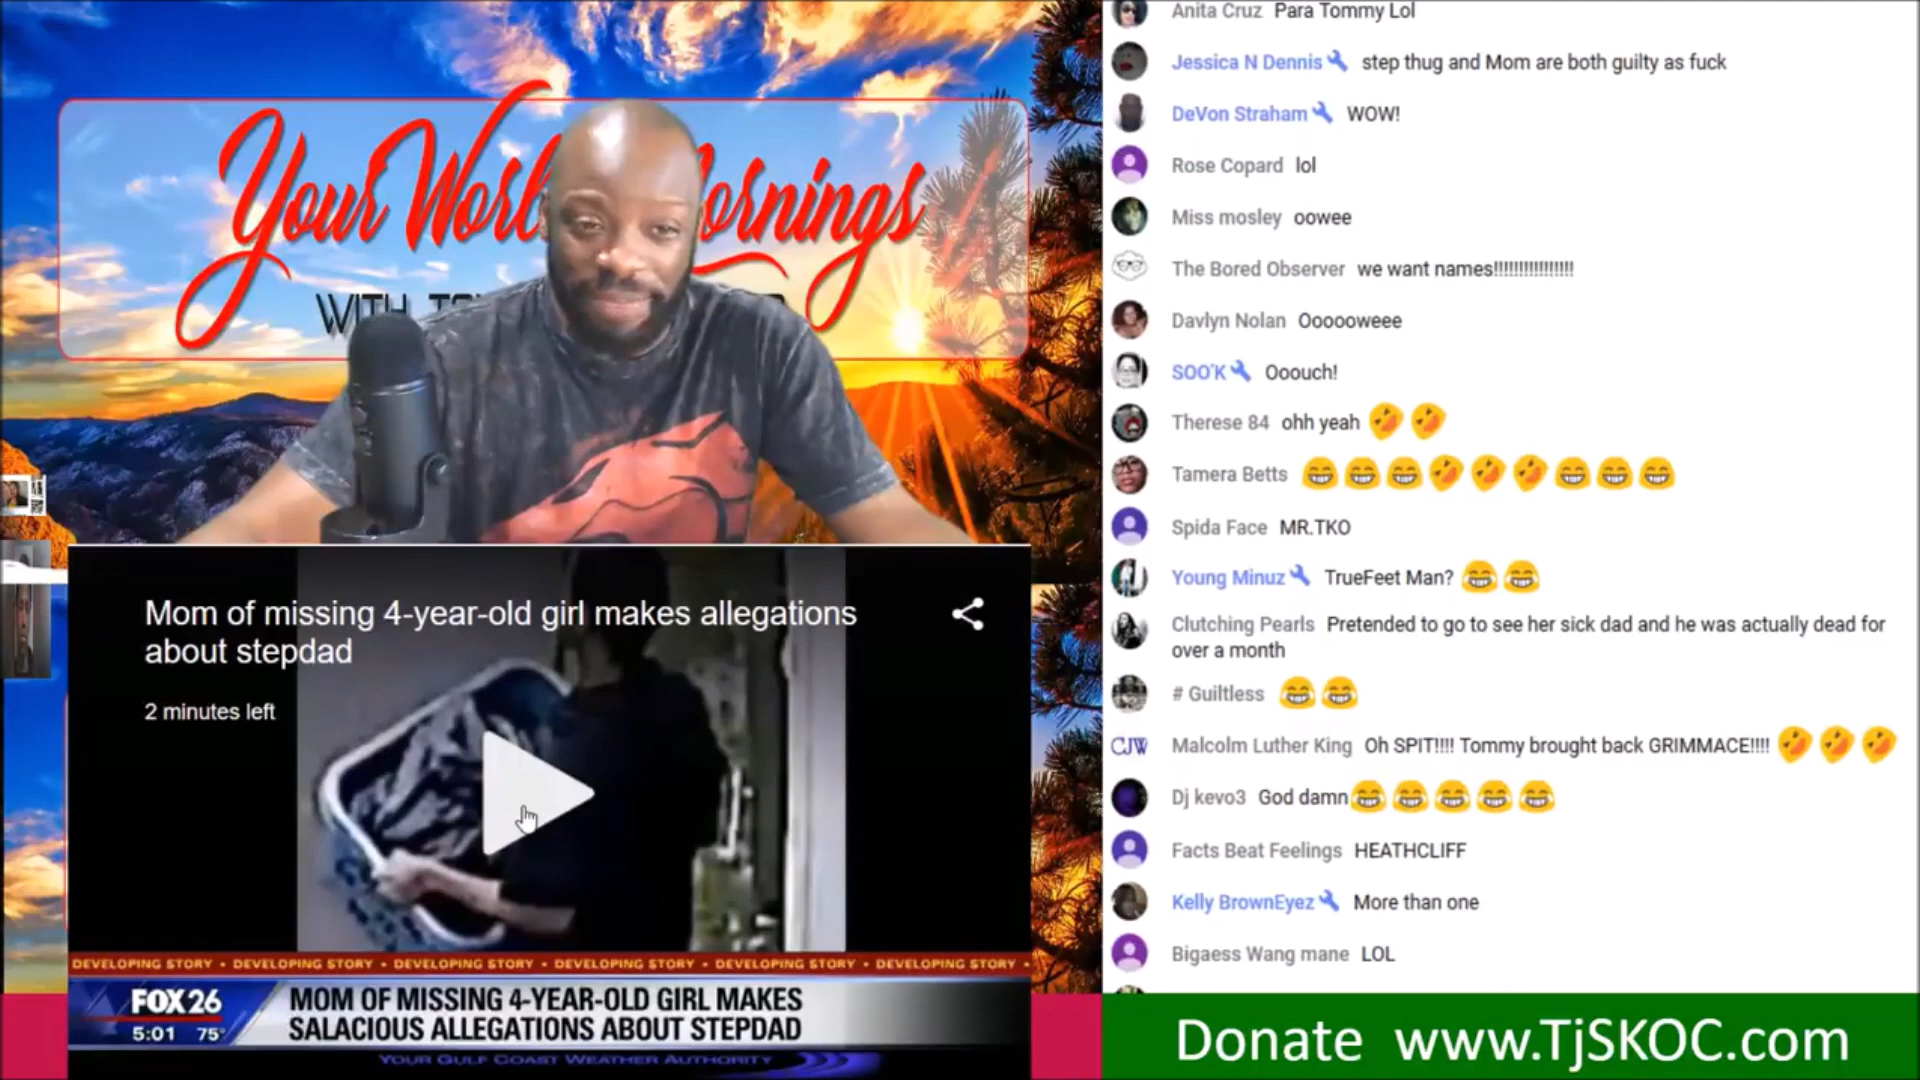 Your World Mornings
WITH
Mom of missing 4-year-old girl makes allegations
about stepdad
2 minutes left
DEVELOPING STORY • DEVELOPING STORY • DEVELOPING STORY • DEVELOPING STORY • DEVELOPING STORY • DEVELOPING STORY •
FOX 26
5:01 75°
MOM OF MISSING 4-YEAR-OLD GIRL MAKES
SALACIOUS ALLEGATIONS ABOUT STEPDAD
YOUR GULF COAST WEATHER AUTHORITY
Anita Cruz Para Tommy Lol
Jessica N Dennis step thug and Mom are both guilty as fuck
DeVon Straham WOW!
Rose Copard lol
Miss mosley oowee
The Bored Observer we want names!!!!!!!!!!!!!!!!
Davlyn Nolan Oooooweee
SOO'K Ooouch!
Therese 84 ohh yeah 🤣🤣
Tamera Betts 😂😂😂🤣🤣🤣😂😂😂
Spida Face MR.TKO
Young Minuz TrueFeet Man? 😂😂
Clutching Pearls Pretended to go to see her sick dad and he was actually dead for
over a month
# Guiltless 😂😂
CJW
Malcolm Luther King Oh SPIT!!!! Tommy brought back GRIMMACE!!!! 🤣🤣🤣
Dj kevo3 God damn😂😂😂😂😂
Facts Beat Feelings HEATHCLIFF
Kelly BrownEyez More than one
Bigaess Wang mane LOL
Donate www.TjSKOC.com